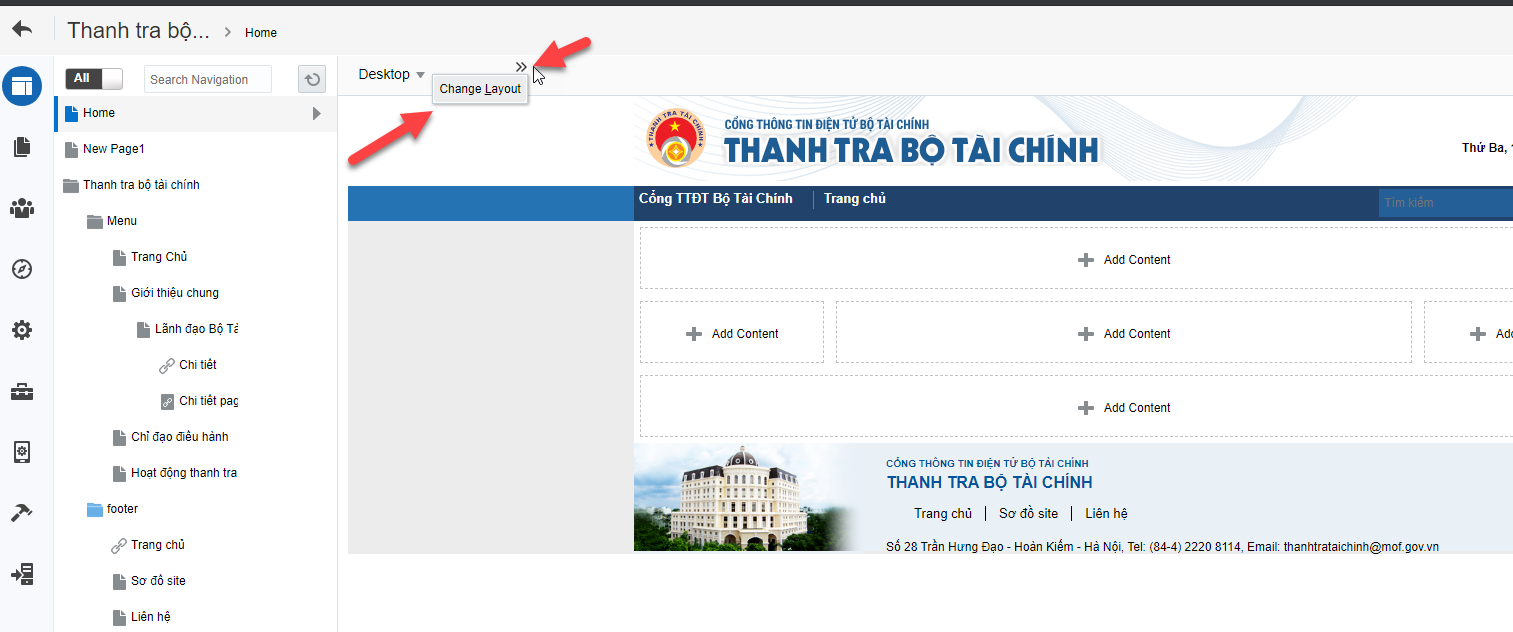 Thanh tra bộ... > Home
All
Search Navigation
Home
New Page1
Thanh tra bộ tài chính
Menu
Trang Chủ
Giới thiệu chung
Lãnh đạo Bộ Tà
Chi tiết
Chi tiết pag
Chỉ đạo điều hành
Hoạt động thanh tra
footer
Trang chủ
Sơ đồ site
Liên hệ
Desktop
Change Layout
THANH TRA TÀI CHÍNH
CỔNG THÔNG TIN ĐIỆN TỬ BỘ TÀI CHÍNH
THANH TRA BỘ TÀI CHÍNH
Thứ Ba,
Cổng TTĐT Bộ Tài Chính
Trang chủ
Tìm kiếm
Add Content
Add Content
Add Content
Add Content
CỔNG THÔNG TIN ĐIỆN TỬ BỘ TÀI CHÍNH
THANH TRA BỘ TÀI CHÍNH
Trang chủ | Sơ đồ site | Liên hệ
Số 28 Trần Hưng Đạo - Hoàn Kiếm - Hà Nội, Tel: (84-4) 2220 8114, Email: thanhtrataichinh@mof.gov.vn